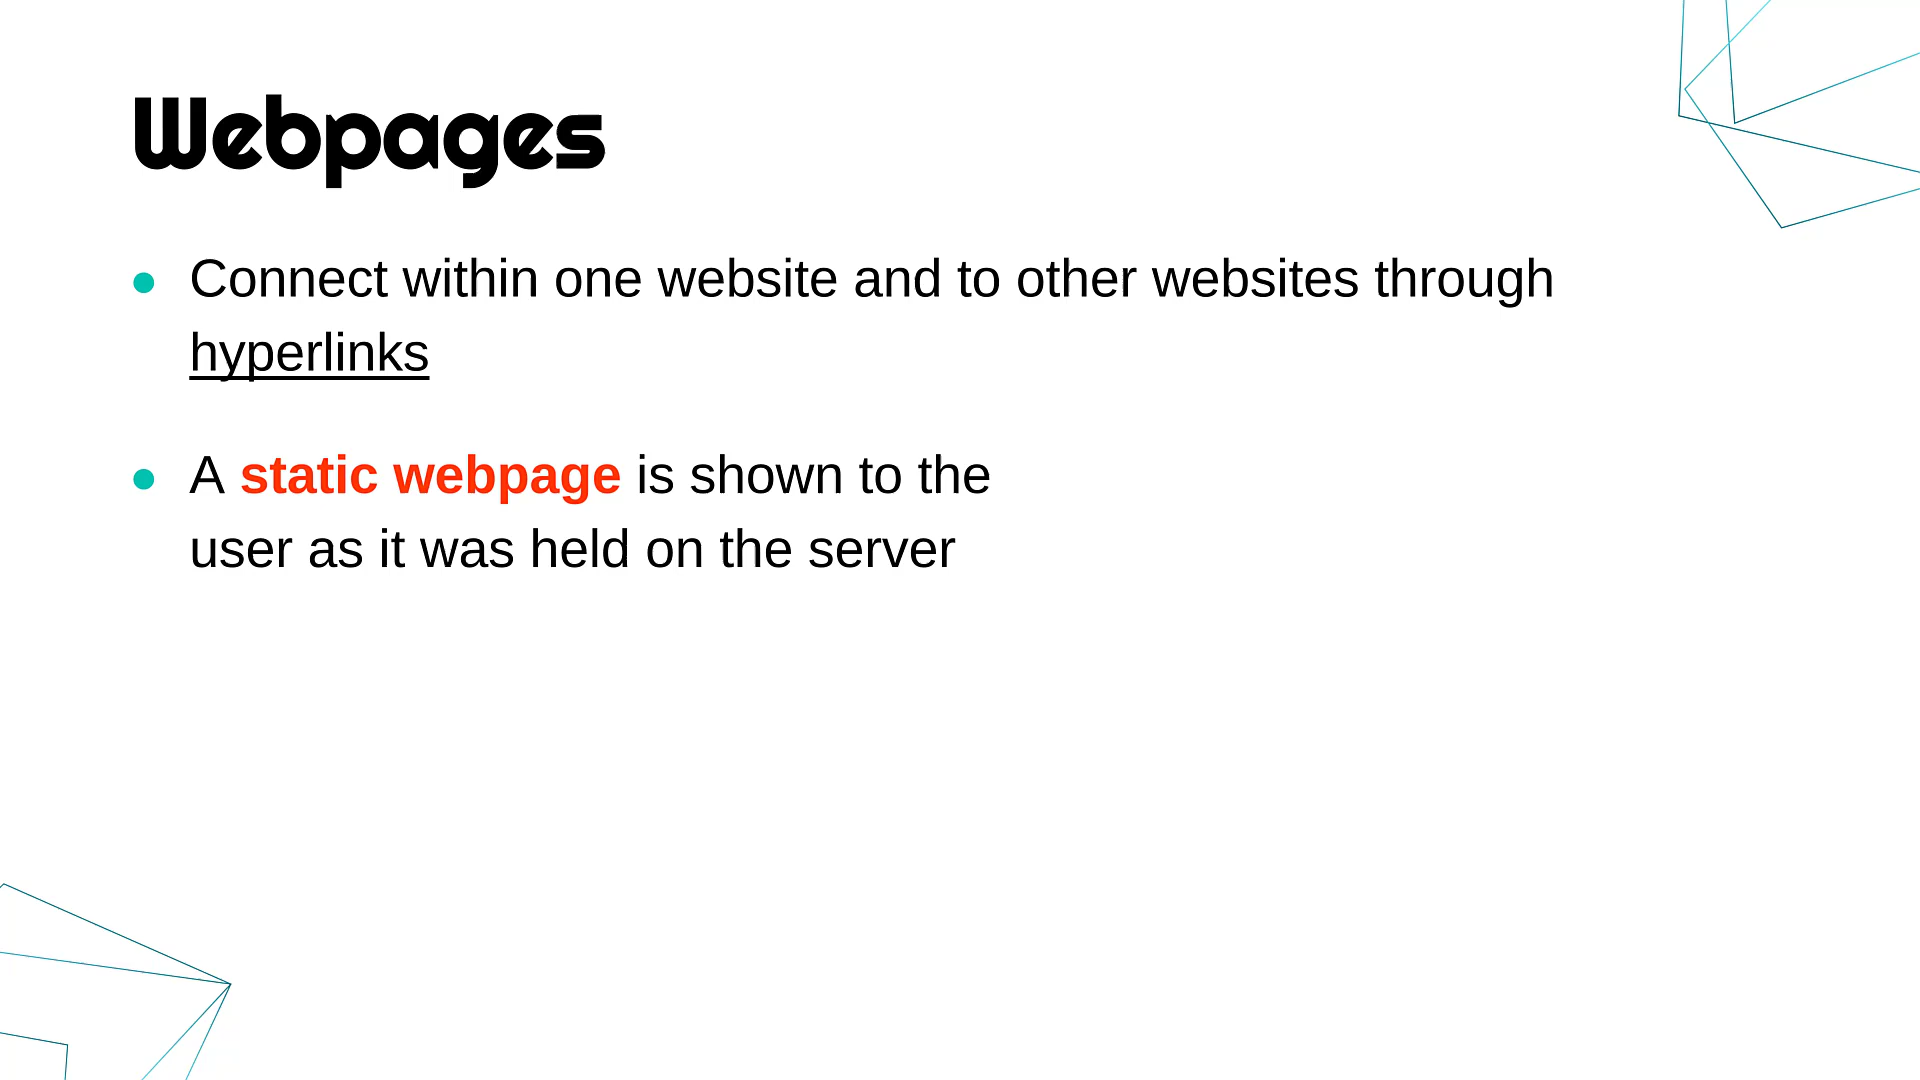 Webpages
Connect within one website and to other websites through
hyperlinks
A static webpage is shown to the
user as it was held on the server